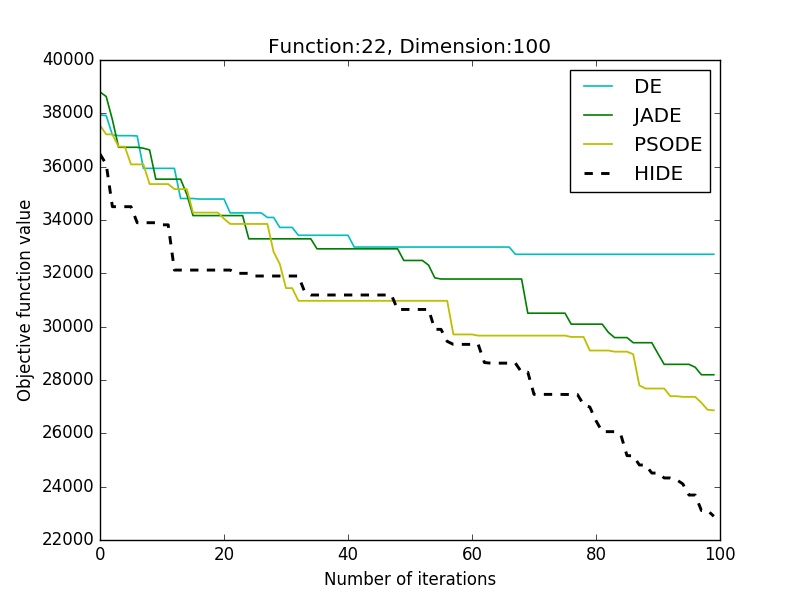 Function:22, Dimension:100
40000
38000
36000
34000
32000
30000
28000
26000
24000
22000
Objective function value
0 20 40 60 80 100
Number of iterations
DE
JADE
PSODE
HIDE